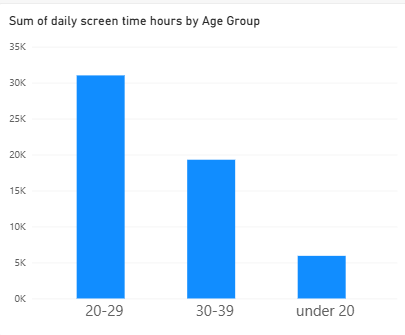 Sum of daily screen time hours by Age Group
35K
30K
25K
20K
15K
10K
5K
0K
20-29 30-39 under 20